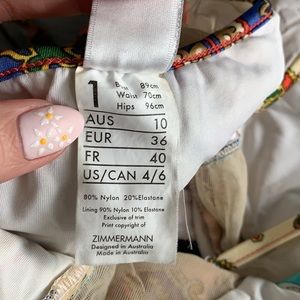 1
Bust 89cm
Waist 70cm
Hips 96cm
AUS 10
EUR 36
FR 40
US/CAN 4/6
80% Nylon 20%Elastane
Lining 90% Nylon 10% Elastane
Exclusive of trim
Print copyright of
ZIMMERMANN
Designed in Australia
Made in Australia